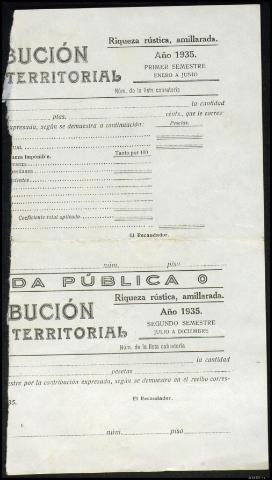 Riqueza rústica, amillarada.
BUCIÓN
Año 1935.
PRIMER SEMESTRE
TERRITORIAL
ENERO A JUNIO
Núm. de la lista cobratoria
la cantidad
ptas. cénts., que le corres-
expresada, según se demuestra a continuación:
Pesetas.
Tanto por 100
Coeficiente total aplicado
El Recaudador.
núm. piso
DA PÚBLICA
Riqueza rústica, amillarada.
BUCIÓN
Año 1935.
SEGUNDO SEMESTRE
TERRITORIAL
JULIO A DICIEMBRE
Núm. de la lista cobratoria
la cantidad
pesetas
estre por la contribución expresada, según se demuestra en el recibo corres-
35.
El Recaudador.
núm. piso